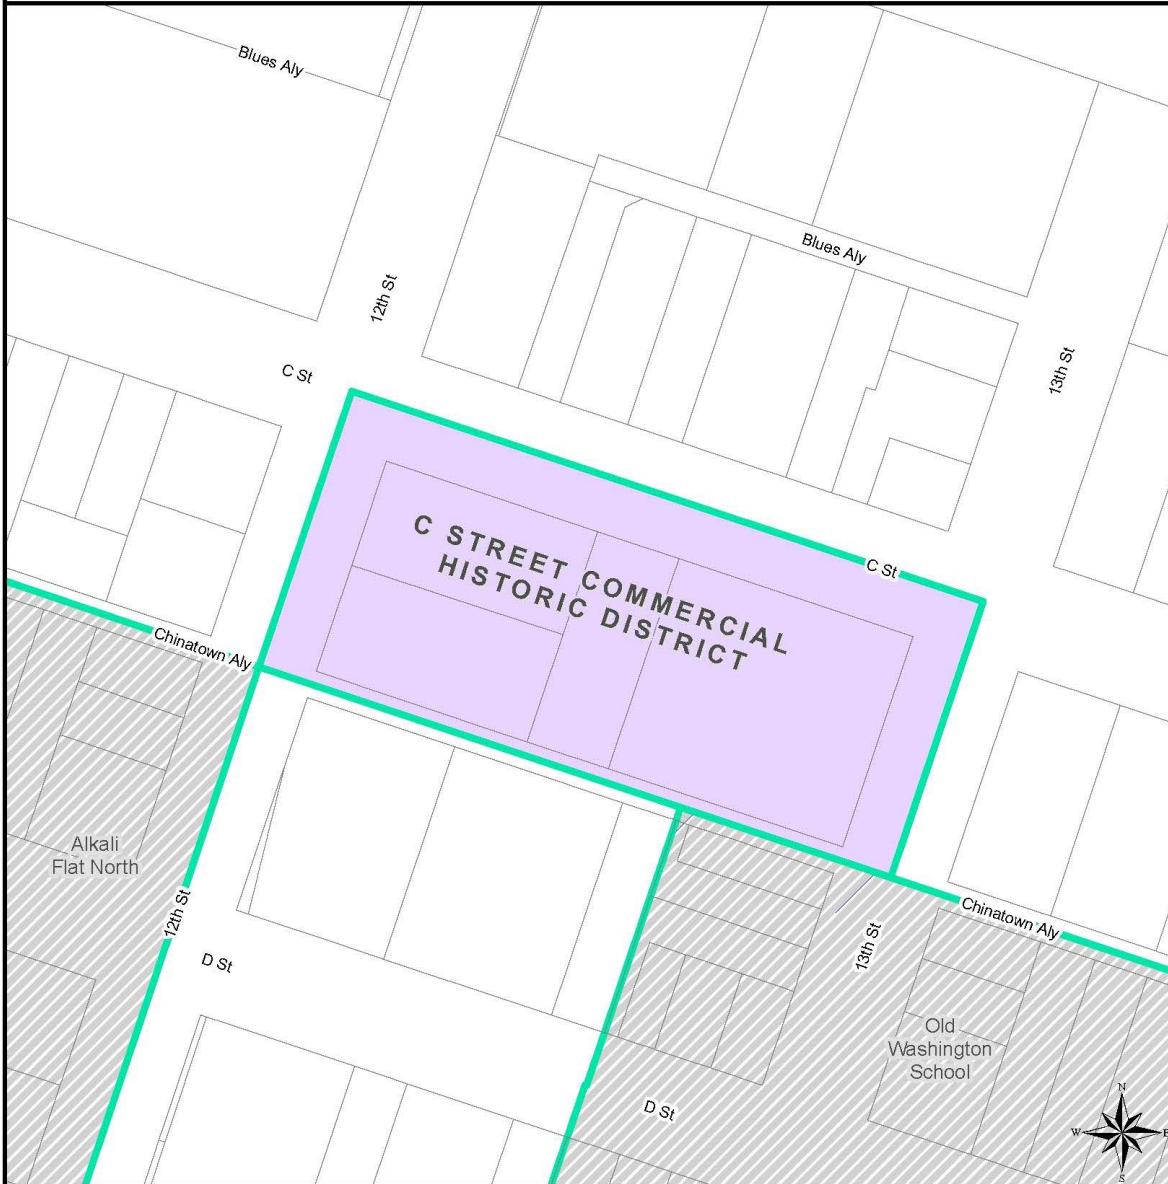 Blues Aly
Blues Aly
12th St
13th St
C St
C STREET COMMERCIAL
HISTORIC DISTRICT
C St
Chinatown Aly
Alkali
Flat North
12th St
D St
Chinatown Aly
13th St
Old
Washington
School
D St
N
W
E
S